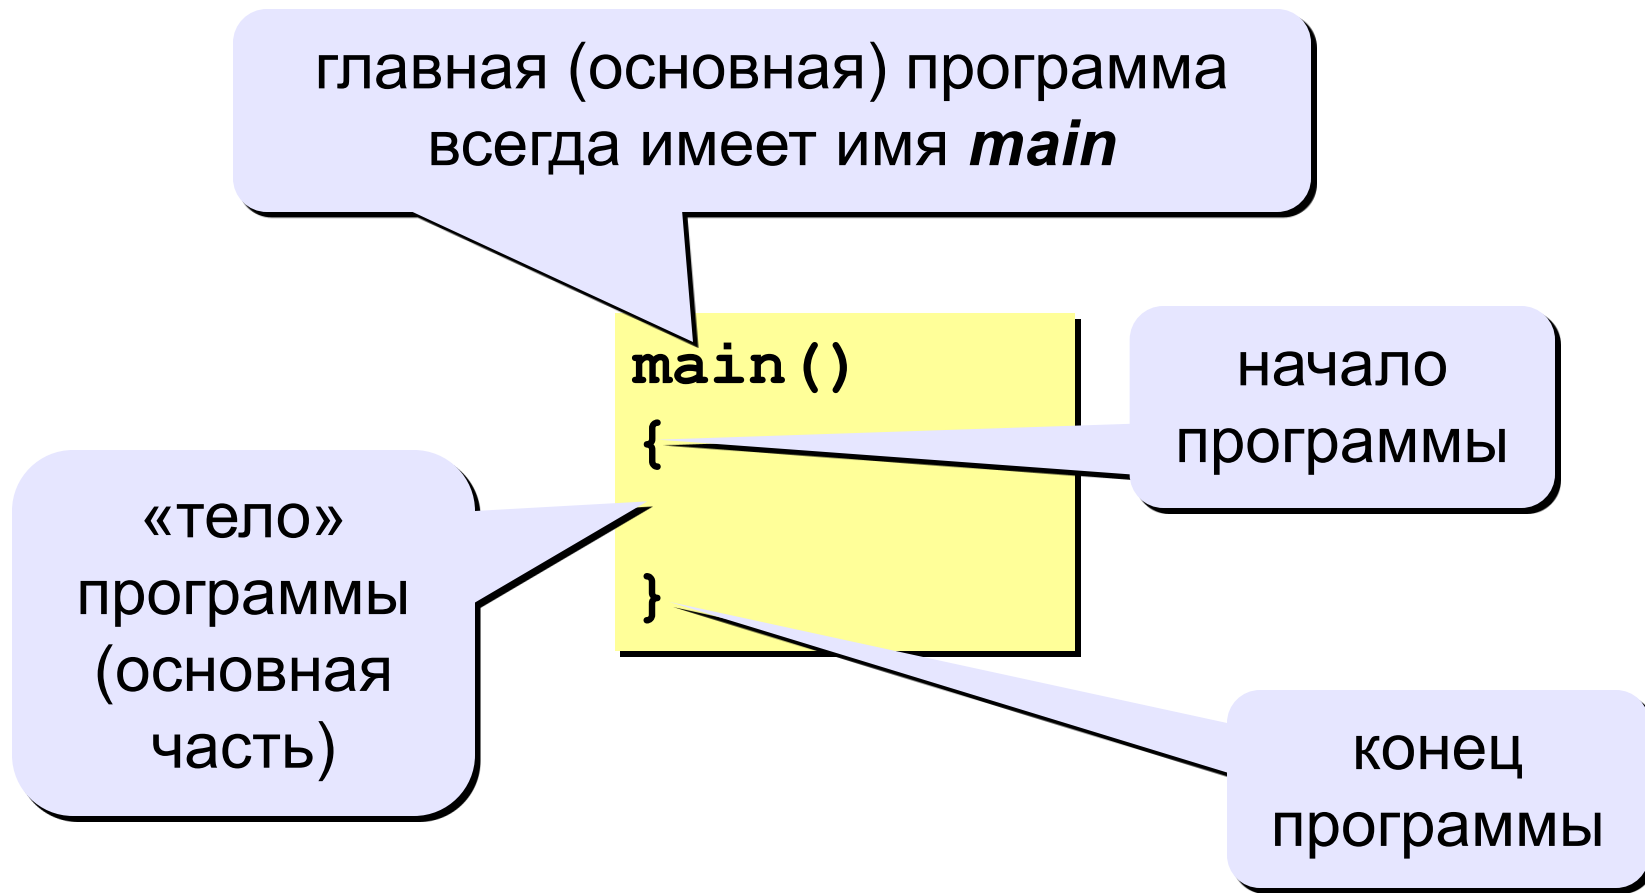 главная (основная) программа
всегда имеет имя main
main()
{
}
начало
программы
«тело»
программы
(основная
часть)
конец
программы